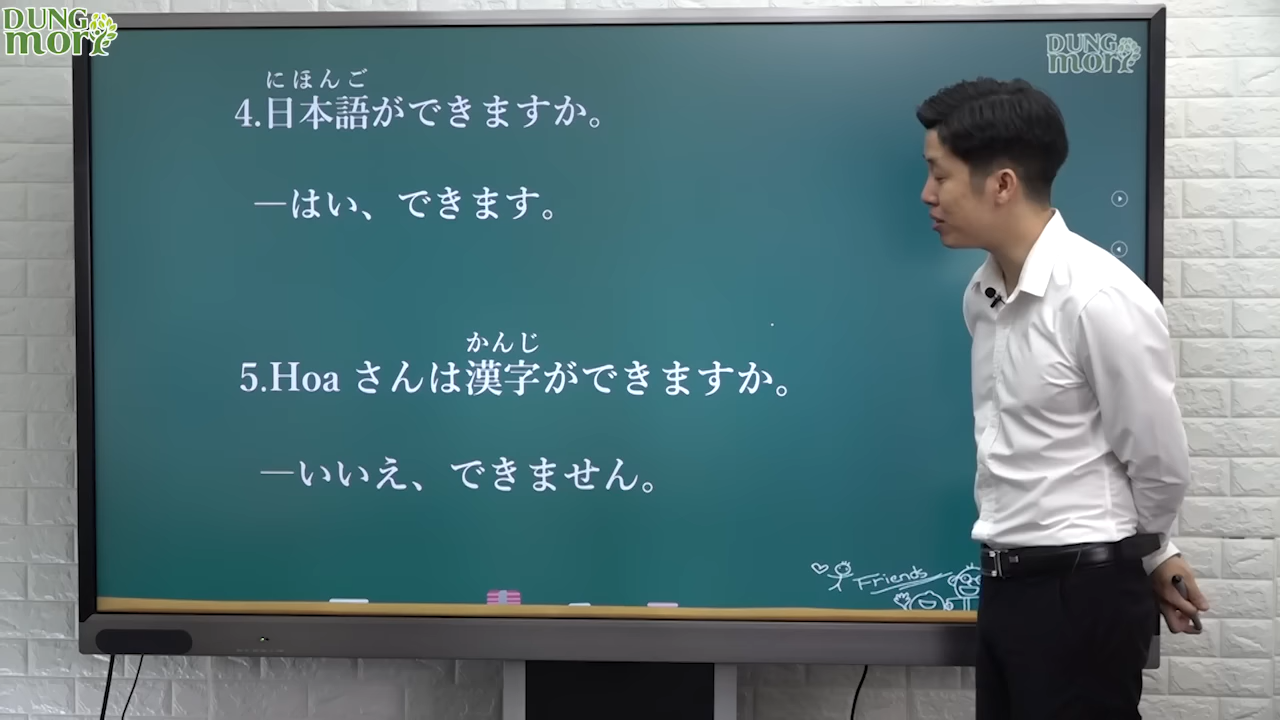 DUNG
mori
DUNG
mori
にほんご
4.日本語ができますか。
―はい、できます。
かんじ
5.Hoa さんは漢字ができますか。
―いいえ、できません。
Friends